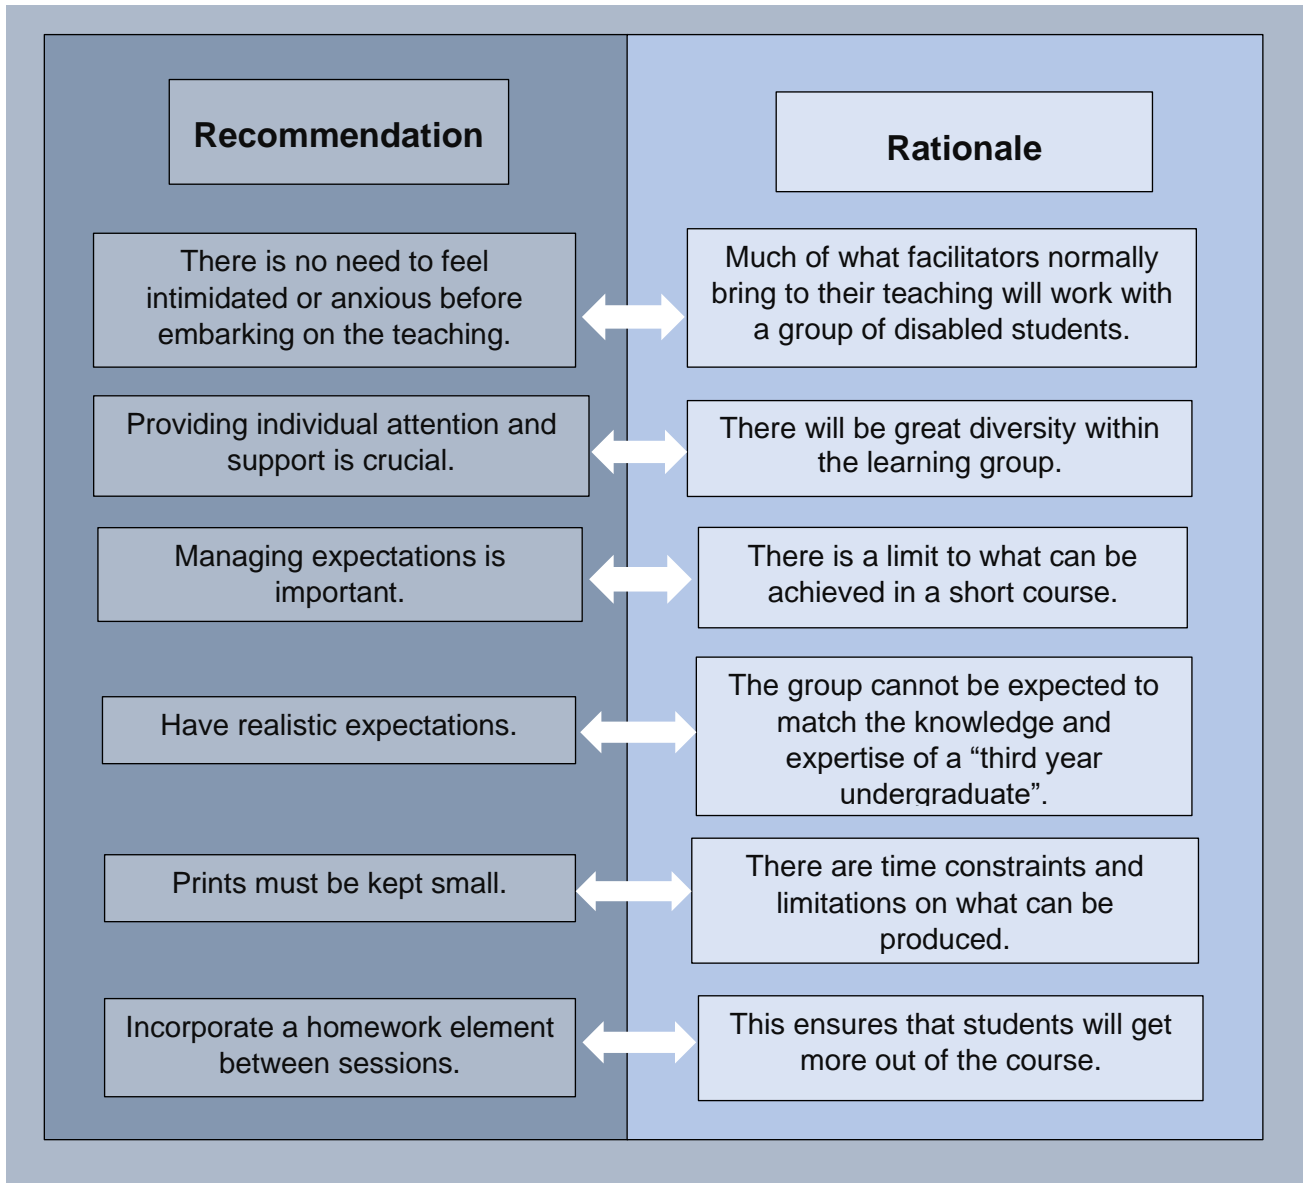 Recommendation
Rationale
There is no need to feel
intimidated or anxious before
embarking on the teaching.
Much of what facilitators normally
bring to their teaching will work with
a group of disabled students.
Providing individual attention and
support is crucial.
There will be great diversity within
the learning group.
Managing expectations is
important.
There is a limit to what can be
achieved in a short course.
Have realistic expectations.
The group cannot be expected to
match the knowledge and
expertise of a “third year
undergraduate”.
Prints must be kept small.
There are time constraints and
limitations on what can be
produced.
Incorporate a homework element
between sessions.
This ensures that students will get
more out of the course.